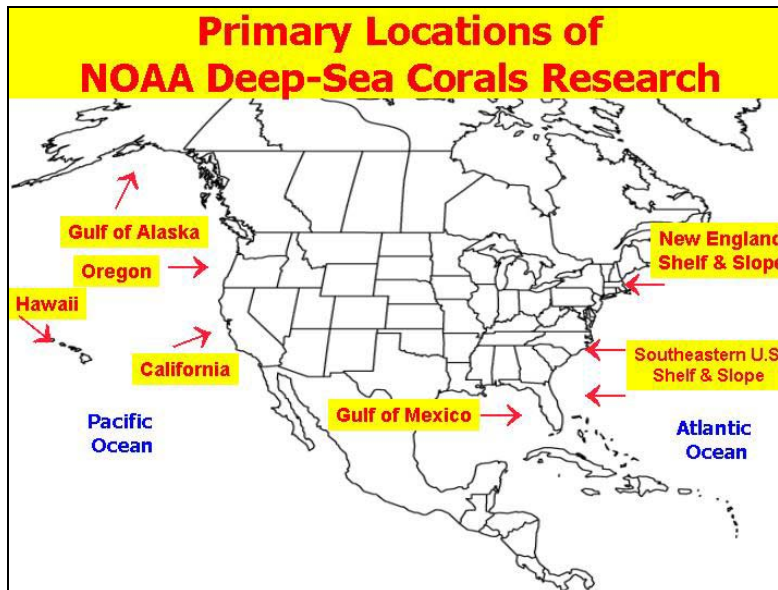 Primary Locations of
NOAA Deep-Sea Corals Research
Gulf of Alaska
New England
Shelf & Slope
Oregon
Hawaii
California
Southeastern U.S
Shelf & Slope
Gulf of Mexico
Pacific
Ocean
Atlantic
Ocean